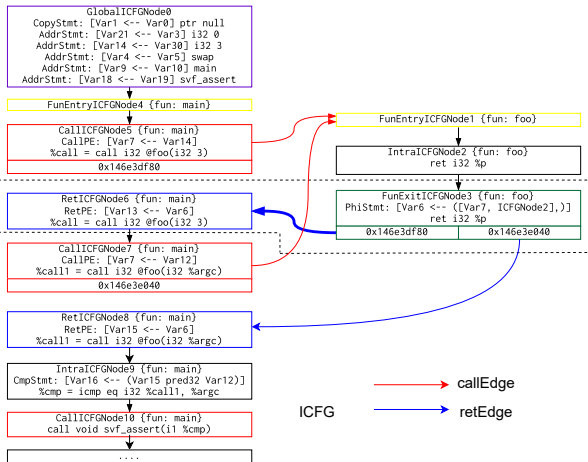 GlobalICFGNode0
CopyStmt: [Var1 <-- Var0] ptr null
AddrStmt: [Var21 <-- Var3] i32 0
AddrStmt: [Var14 <-- Var30] i32 3
AddrStmt: [Var4 <-- Var5] swap
AddrStmt: [Var9 <-- Var10] main
AddrStmt: [Var18 <-- Var19] svf_assert
FunEntryICFGNode4 {fun: main}
CallICFGNode5 {fun: main}
CallPE: [Var7 <-- Var14]
%call = call i32 @foo(i32 3)
0x146e3df80
RetICFGNode6 {fun: main}
RetPE: [Var13 <-- Var6]
%call = call i32 @foo(i32 3)
CallICFGNode7 {fun: main}
CallPE: [Var7 <-- Var12]
%call1 = call i32 @foo(i32 %argc)
0x146e3e040
RetICFGNode8 {fun: main}
RetPE: [Var15 <-- Var6]
%call1 = call i32 @foo(i32 %argc)
IntraICFGNode9 {fun: main}
CmpStmt: [Var16 <-- (Var15 pred32 Var12)]
%cmp = icmp eq i32 %call1, %argc
CallICFGNode10 {fun: main}
call void svf_assert(i1 %cmp)
....
FunEntryICFGNode1 {fun: foo}
IntraICFGNode2 {fun: foo}
ret i32 %p
FunExitICFGNode3 {fun: foo}
PhiStmt: [Var6 <-- ([Var7, ICFGNode2],)]
ret i32 %p
0x146e3df80 0x146e3e040
ICFG
callEdge
retEdge